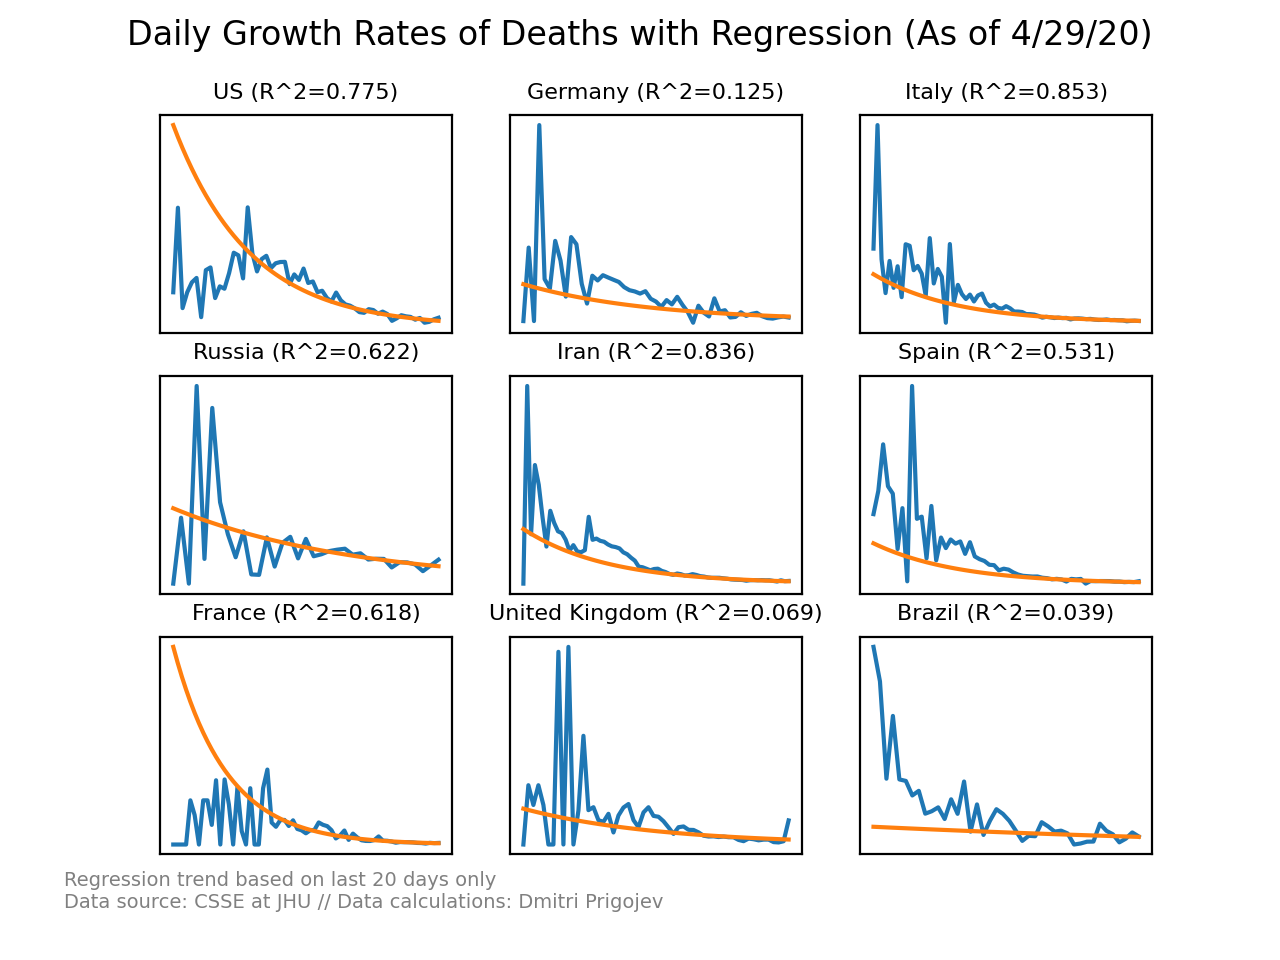 Daily Growth Rates of Deaths with Regression (As of 4/29/20)
US (R^2=0.775)
Germany (R^2=0.125)
Italy (R^2=0.853)
Russia (R^2=0.622)
Iran (R^2=0.836)
Spain (R^2=0.531)
France (R^2=0.618)
United Kingdom (R^2=0.069)
Brazil (R^2=0.039)
Regression trend based on last 20 days only
Data source: CSSE at JHU // Data calculations: Dmitri Prigojev